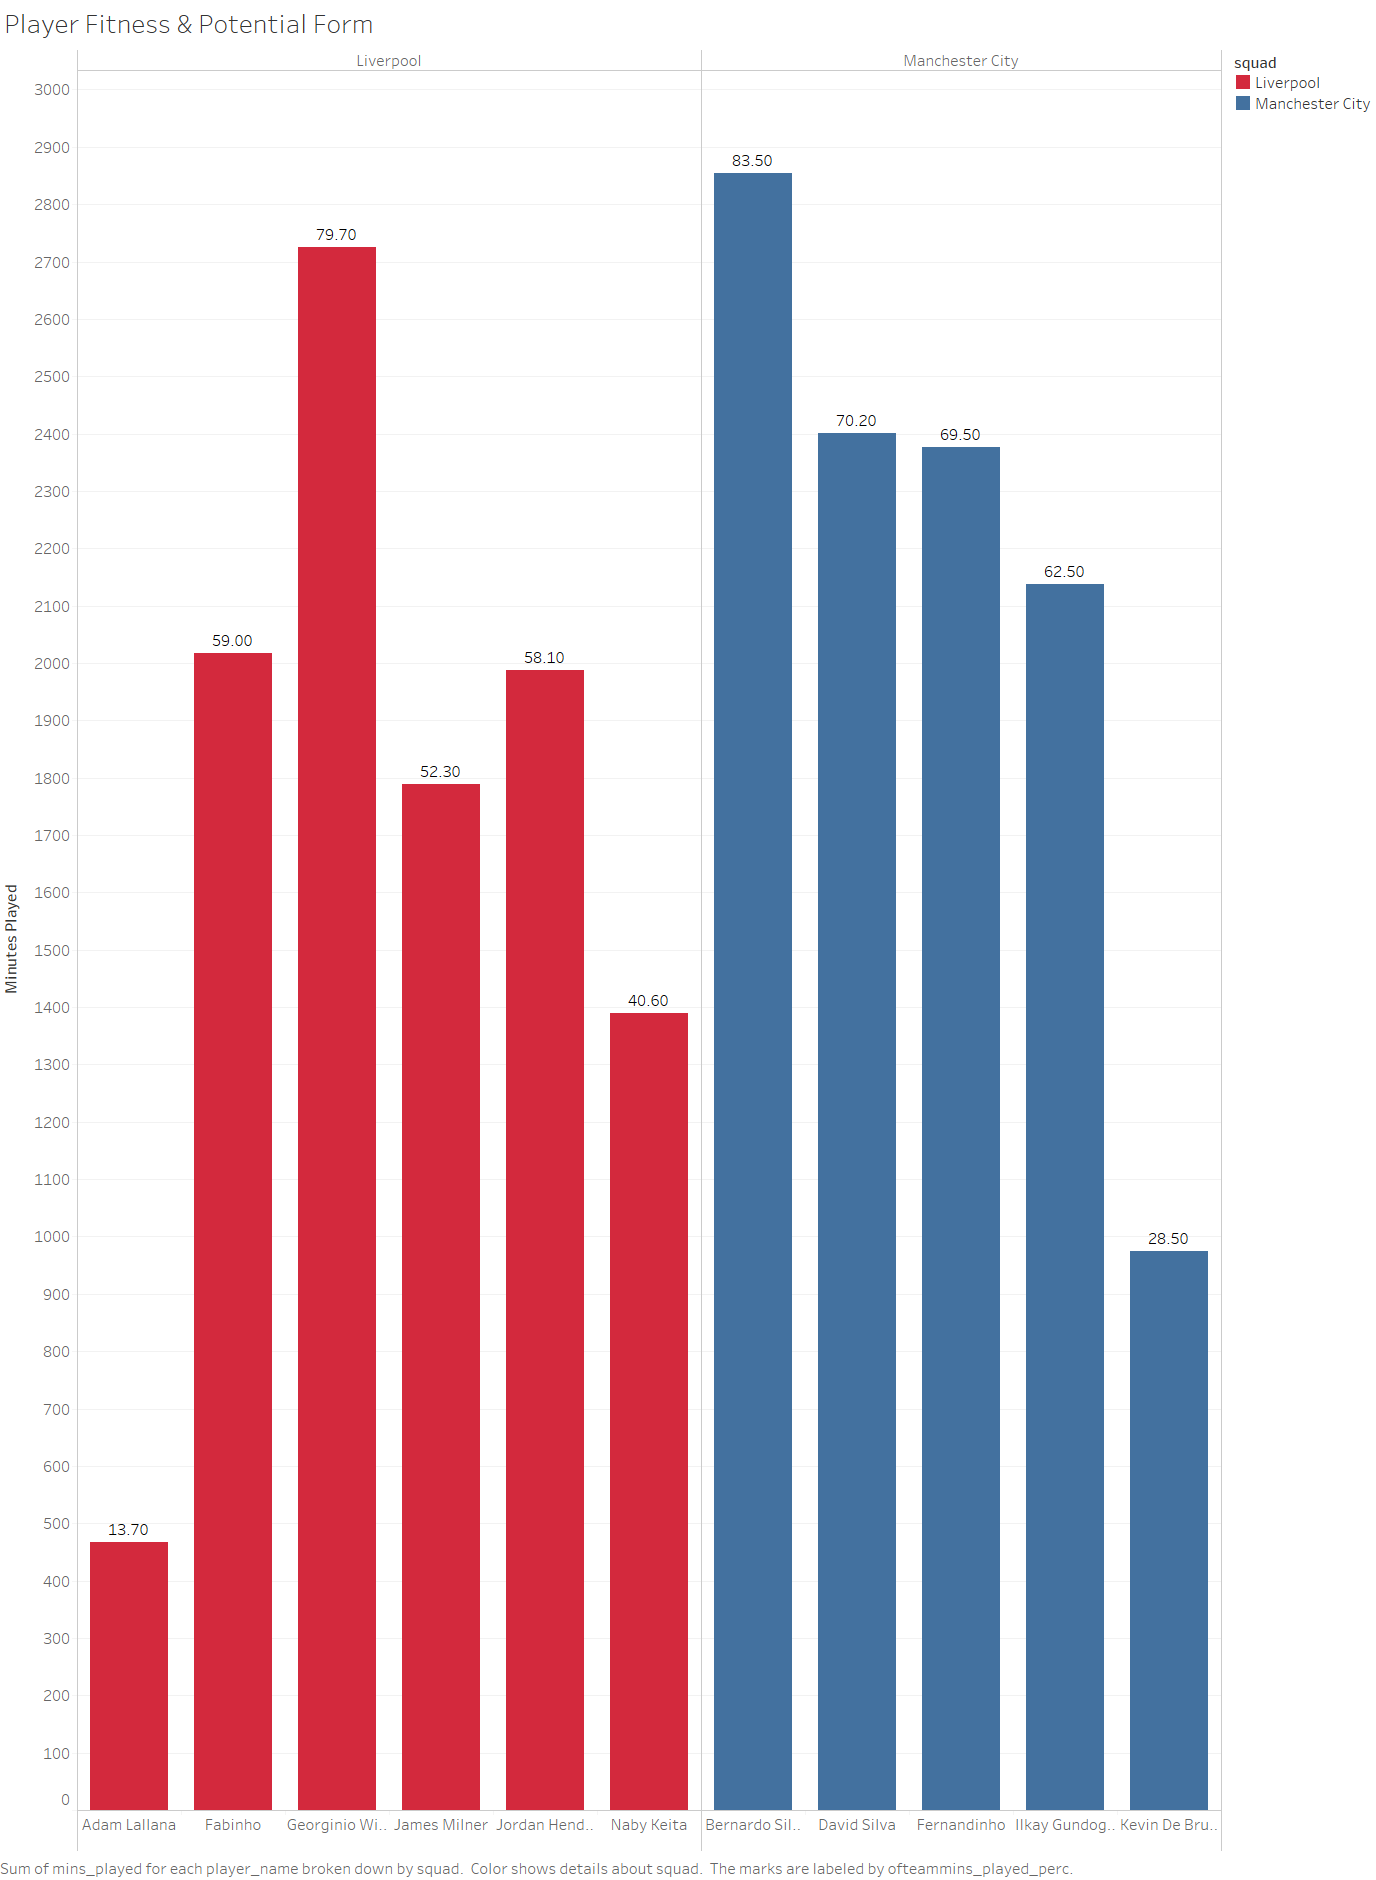 Player Fitness & Potential Form
Liverpool
Manchester City
squad
Liverpool
Manchester City
3000
2900
2800
2700
2600
2500
2400
2300
2200
2100
2000
1900
1800
1700
1600
1500
1400
1300
1200
1100
1000
900
800
700
600
500
400
300
200
100
0
Minutes Played
13.70
59.00
79.70
52.30
58.10
40.60
83.50
70.20
69.50
62.50
28.50
Adam Lallana
Fabinho
Georginio Wi..
James Milner
Jordan Hend..
Naby Keita
Bernardo Sil..
David Silva
Fernandinho
Ilkay Gundog..
Kevin De Bru..
Sum of mins_played for each player_name broken down by squad. Color shows details about squad. The marks are labeled by ofteammins_played_perc.